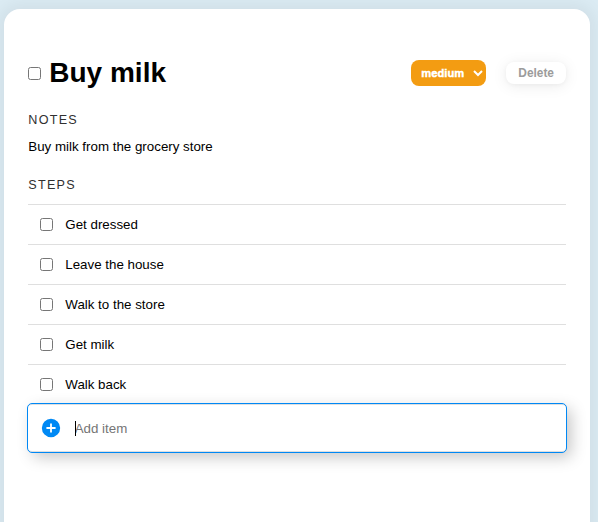 Buy milk
medium
Delete
NOTES
Buy milk from the grocery store
STEPS
Get dressed
Leave the house
Walk to the store
Get milk
Walk back
Add item